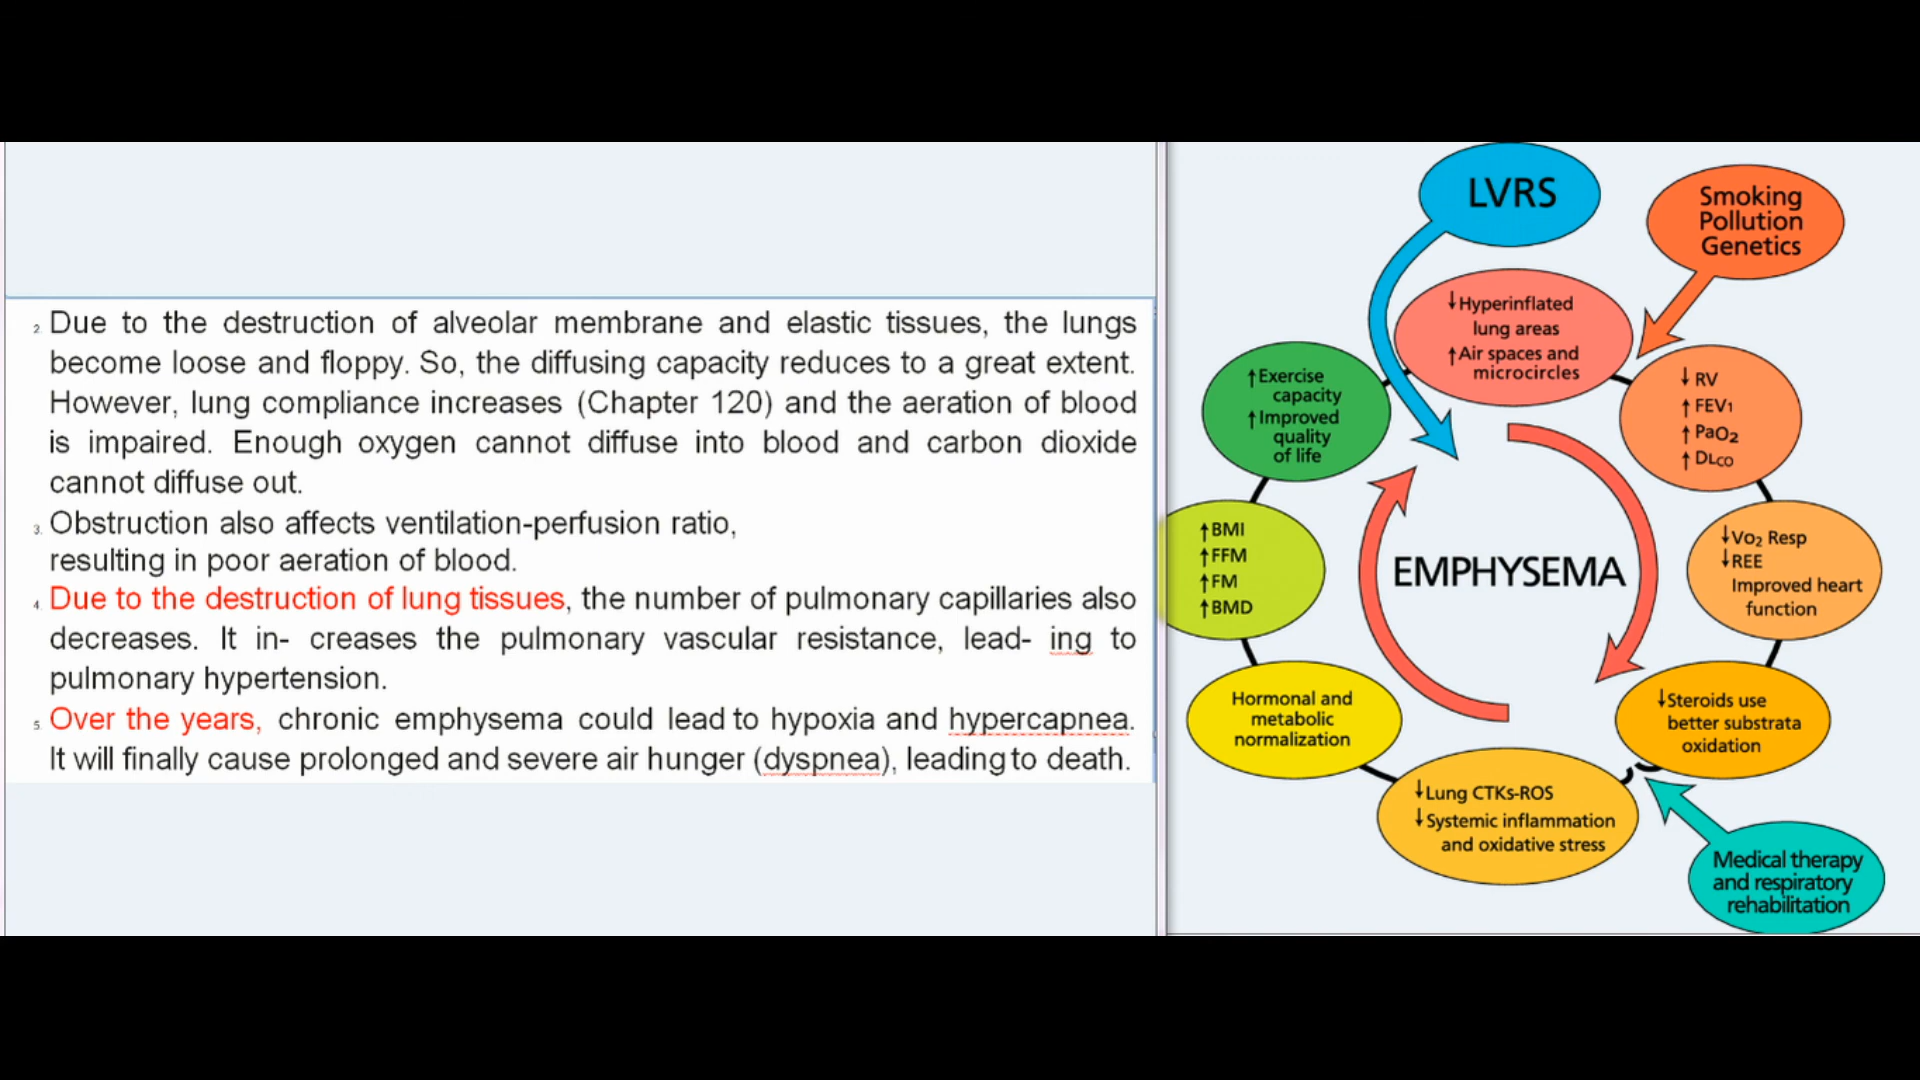 2. Due to the destruction of alveolar membrane and elastic tissues, the lungs
become loose and floppy. So, the diffusing capacity reduces to a great extent.
However, lung compliance increases (Chapter 120) and the aeration of blood
is impaired. Enough oxygen cannot diffuse into blood and carbon dioxide
cannot diffuse out.
3. Obstruction also affects ventilation-perfusion ratio,
resulting in poor aeration of blood.
4. Due to the destruction of lung tissues, the number of pulmonary capillaries also
decreases. It in- creases the pulmonary vascular resistance, lead- ing to
pulmonary hypertension.
5. Over the years, chronic emphysema could lead to hypoxia and hypercapnea.
It will finally cause prolonged and severe air hunger (dyspnea), leading to death.
LVRS
Smoking
Pollution
Genetics
↓Hyperinflated
lung areas
↑Air spaces and
microcircles
↓RV
↑FEV1
↑PaO2
↑DLCO
↓VO2 Resp
↓REE
Improved heart
function
↓Steroids use
better substrata
oxidation
Medical therapy
and respiratory
rehabilitation
↓Lung CTKs-ROS
↓Systemic inflammation
and oxidative stress
Hormonal and
metabolic
normalization
↑BMI
↑FFM
↑FM
↑BMD
↑Exercise
capacity
↑Improved
quality
of life
EMPHYSEMA